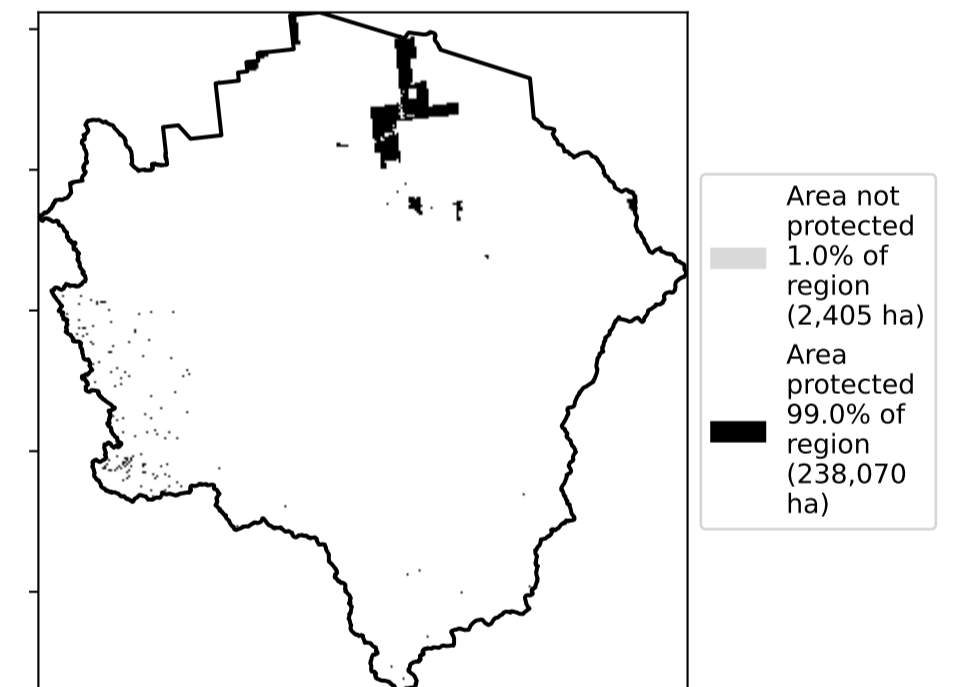 Area not
protected
1.0% of
region
(2,405 ha)
Area
protected
99.0% of
region
(238,070
ha)